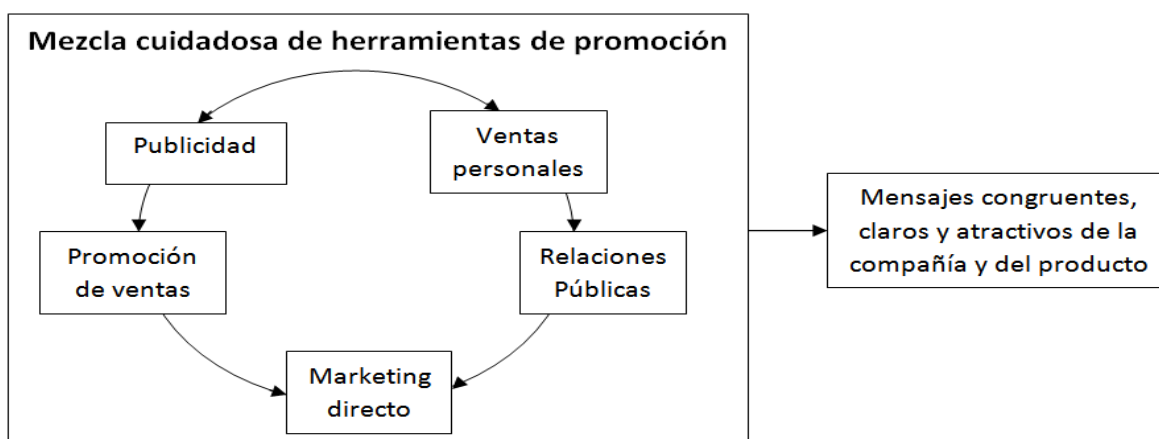 Mezcla cuidadosa de herramientas de promoción
Publicidad
Ventas
personales
Promoción
de ventas
Relaciones
Públicas
Marketing
directo
Mensajes congruentes,
claros y atractivos de la
compañía y del producto